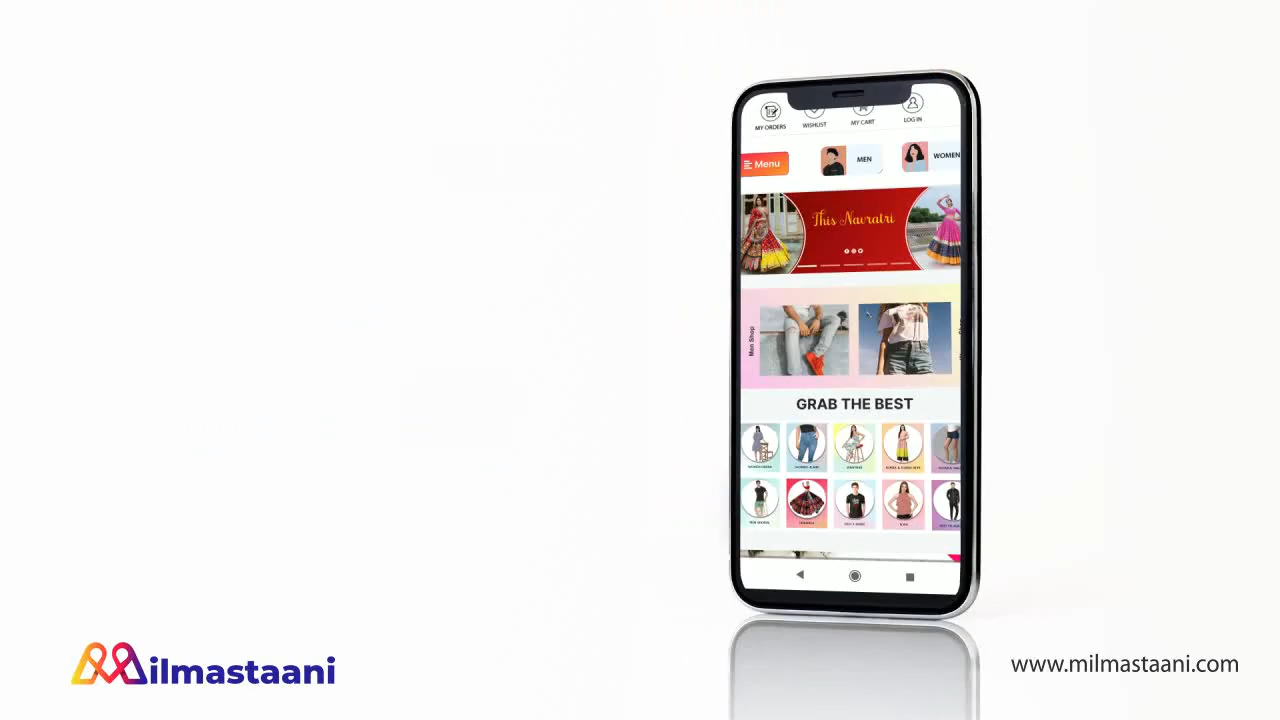 MY ORDERS
WISHLIST
MY CART
LOG IN
Menu
MEN
WOMEN
This Navratri
Men Shop
GRAB THE BEST
Milmastaani
www.milmastaani.com